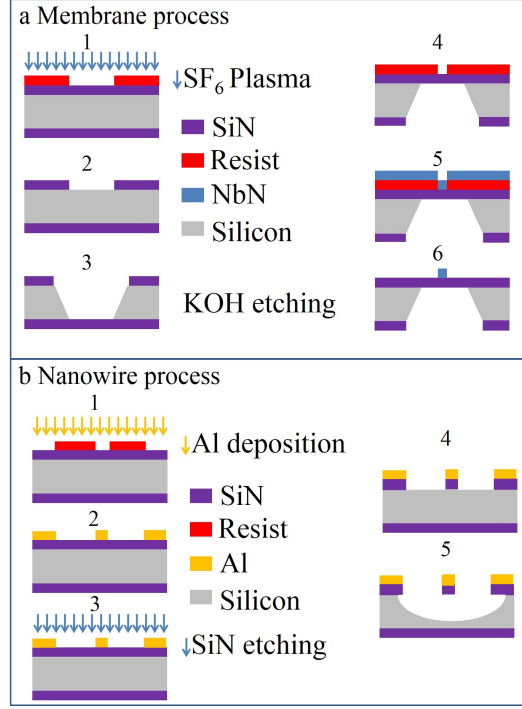 a Membrane process
1
SF₆ Plasma
SiN
Resist
NbN
Silicon
2
3
KOH etching
4
5
6
b Nanowire process
1
Al deposition
SiN
Resist
Al
Silicon
2
3
SiN etching
4
5